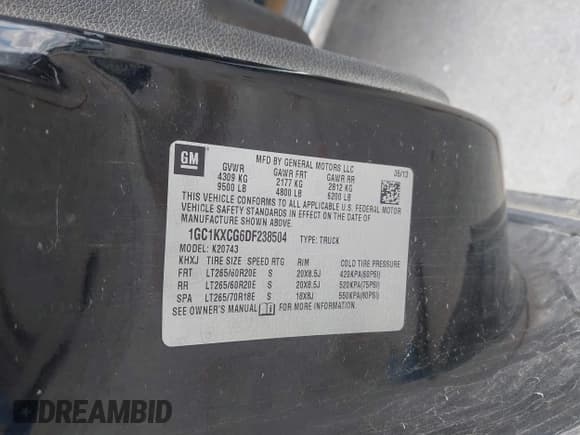 GM
MFD BY GENERAL MOTORS LLC 05/13
GVWR GAWR FRT GAWR RR
4309 KG 2177 KG 2812 KG
9500 LB 4800 LB 6200 LB
THIS VEHICLE CONFORMS TO ALL APPLICABLE U.S. FEDERAL MOTOR
VEHICLE SAFETY STANDARDS IN EFFECT ON THE DATE OF
MANUFACTURE SHOWN ABOVE.
1GC1KXCG6DF238504 TYPE: TRUCK
MODEL: K20743
KHXJ TIRE SIZE SPEED RTG RIM COLD TIRE PRESSURE
FRT LT265/60R20E S 20X8.5J 420KPA(60PSI)
RR LT265/60R20E S 20X8.5J 520KPA(75PSI)
SPA LT265/70R18E S 18X8J 550KPA(80PSI)
SEE OWNER'S MANUAL FOR MORE INFORMATION.
DREAMBID